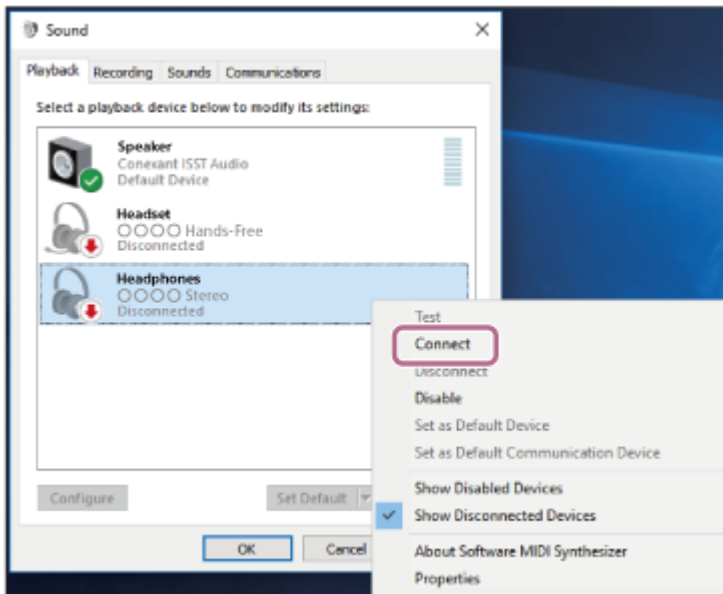 Sound
Playback Recording Sounds Communications
Select a playback device below to modify its settings:
Speaker
Conexant ISST Audio
Default Device
Headset
○○○○ Hands-Free
Disconnected
Headphones
○○○○ Stereo
Disconnected
Test
Connect
Disconnect
Disable
Set as Default Device
Set as Default Communication Device
Show Disabled Devices
Show Disconnected Devices
About Software MIDI Synthesizer
Properties
Configure Set Default
OK Cancel